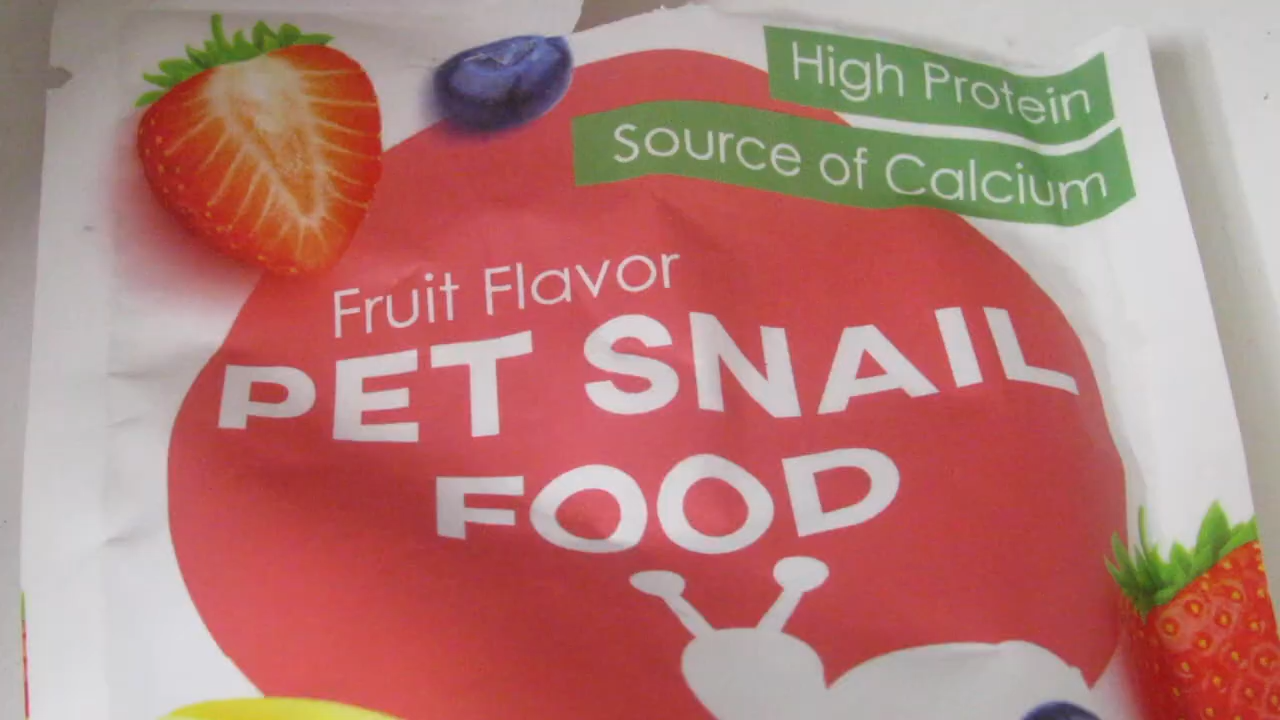 High Protein
Source of Calcium
Fruit Flavor
PET SNAIL
FOOD